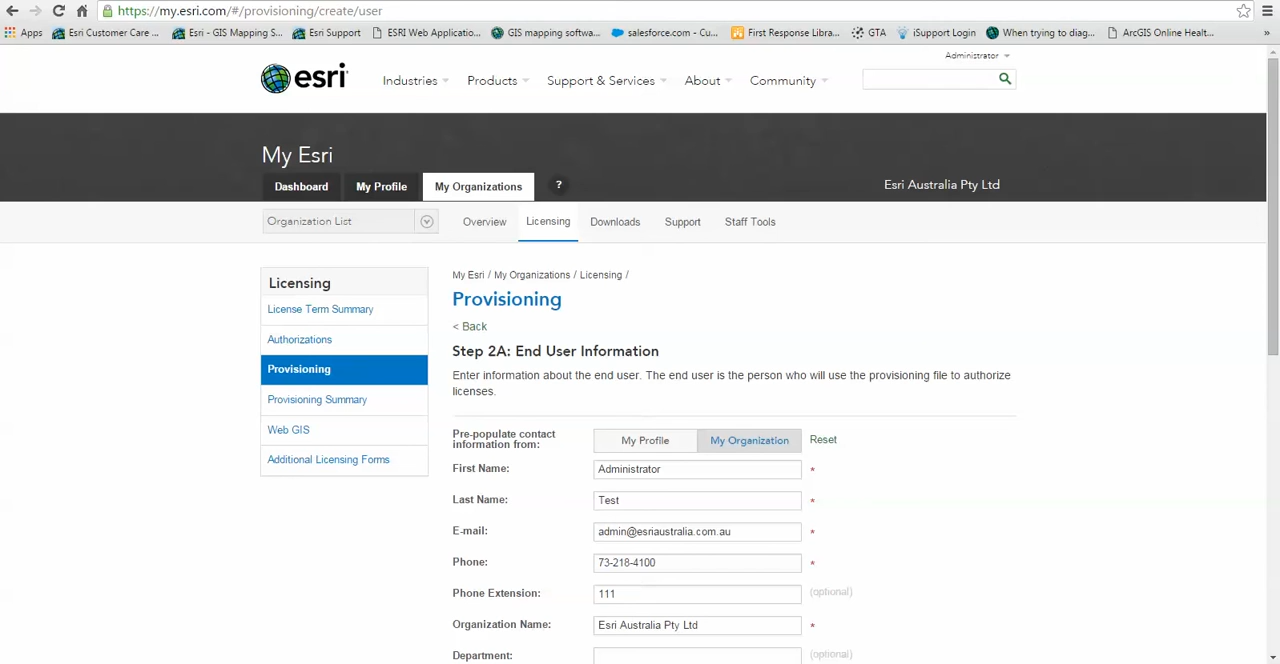 https://my.esri.com/#/provisioning/create/user
Apps Esri Customer Care ... Esri - GIS Mapping S... Esri Support ESRI Web Applicatio... GIS mapping softwa... salesforce.com - Cu... First Response Libra... GTA iSupport Login When trying to diag... ArcGIS Online Healt... »
Administrator
esri Industries Products Support & Services About Community
My Esri
Dashboard My Profile My Organizations ? Esri Australia Pty Ltd
Organization List Overview Licensing Downloads Support Staff Tools
Licensing
License Term Summary
Authorizations
Provisioning
Provisioning Summary
Web GIS
Additional Licensing Forms
My Esri / My Organizations / Licensing /
Provisioning
< Back
Step 2A: End User Information
Enter information about the end user. The end user is the person who will use the provisioning file to authorize
licenses.
Pre-populate contact
information from: My Profile My Organization Reset
First Name: Administrator *
Last Name: Test *
E-mail: admin@esriaustralia.com.au *
Phone: 73-218-4100 *
Phone Extension: 111 (optional)
Organization Name: Esri Australia Pty Ltd *
Department: (optional)